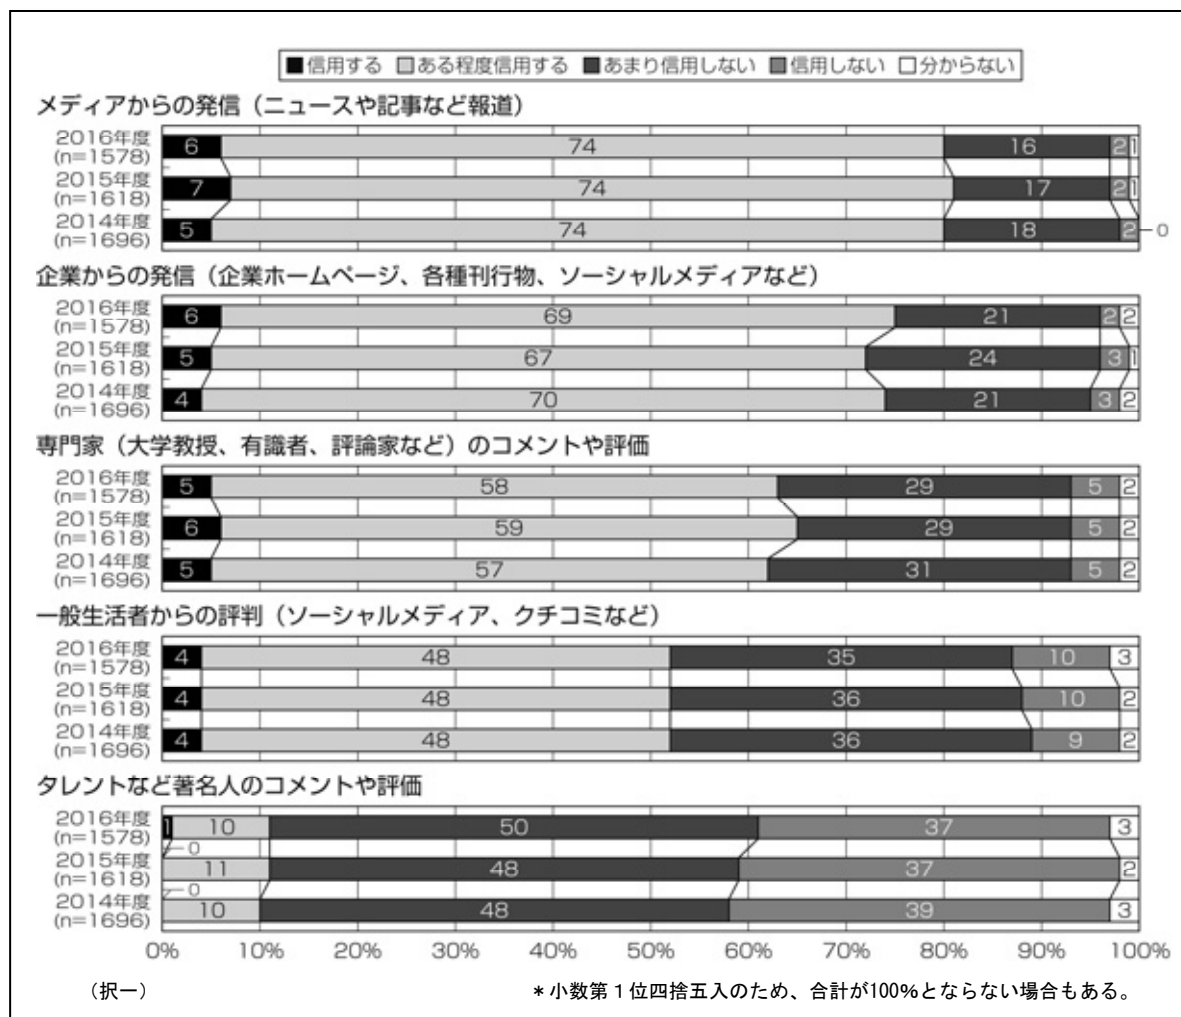 ■信用する □ある程度信用する ■あまり信用しない ■信用しない □分からない
メディアからの発信（ニュースや記事など報道）
2016年度
(n=1578)
6 74 16 2 1
2015年度
(n=1618)
7 74 17 2 1
2014年度
(n=1696)
5 74 18 2 0
企業からの発信（企業ホームページ、各種刊行物、ソーシャルメディアなど）
2016年度
(n=1578)
6 69 21 2 2
2015年度
(n=1618)
5 67 24 3 1
2014年度
(n=1696)
4 70 21 3 2
専門家（大学教授、有識者、評論家など）のコメントや評価
2016年度
(n=1578)
5 58 29 5 2
2015年度
(n=1618)
6 59 29 5 2
2014年度
(n=1696)
5 57 31 5 2
一般生活者からの評判（ソーシャルメディア、クチコミなど）
2016年度
(n=1578)
4 48 35 10 3
2015年度
(n=1618)
4 48 36 10 2
2014年度
(n=1696)
4 48 36 9 2
タレントなど著名人のコメントや評価
2016年度
(n=1578)
1 10 50 37 3
0
2015年度
(n=1618)
11 48 37 2
0
2014年度
(n=1696)
10 48 39 3
0% 10% 20% 30% 40% 50% 60% 70% 80% 90% 100%
（択一） ＊小数第１位四捨五入のため、合計が100％とならない場合もある。